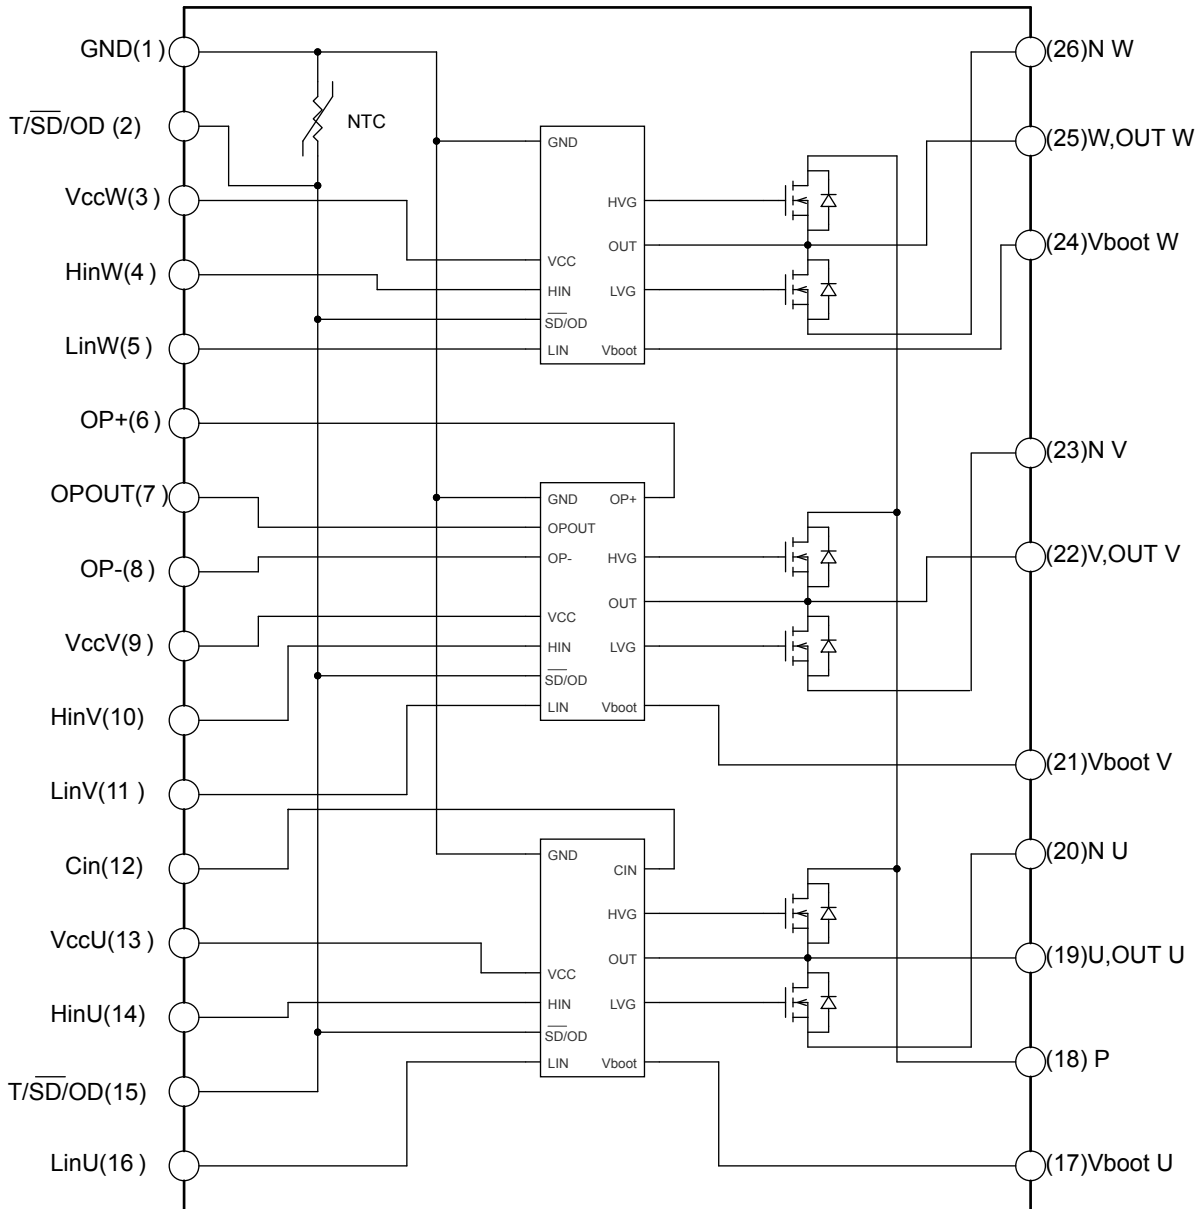 GND(1)
T/SD/OD (2)
VccW(3)
HinW(4)
LinW(5)
OP+(6)
OPOUT(7)
OP-(8)
VccV(9)
HinV(10)
LinV(11)
Cin(12)
VccU(13)
HinU(14)
T/SD/OD(15)
LinU(16)
NTC
GND
HVG
OUT
VCC
HIN
LVG
SD/OD
LIN
Vboot
GND
OP+
OPOUT
OP-
HVG
OUT
VCC
HIN
LVG
SD/OD
LIN
Vboot
GND
CIN
HVG
OUT
VCC
HIN
LVG
SD/OD
LIN
Vboot
(26)N W
(25)W,OUT W
(24)Vboot W
(23)N V
(22)V,OUT V
(21)Vboot V
(20)N U
(19)U,OUT U
(18) P
(17)Vboot U